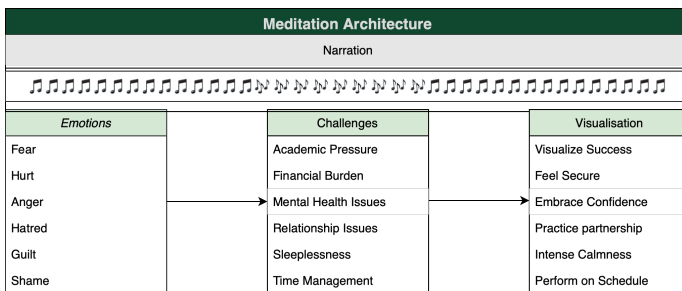 Meditation Architecture
Narration
Emotions
Fear
Hurt
Anger
Hatred
Guilt
Shame
Challenges
Academic Pressure
Financial Burden
Mental Health Issues
Relationship Issues
Sleeplessness
Time Management
Visualisation
Visualize Success
Feel Secure
Embrace Confidence
Practice partnership
Intense Calmness
Perform on Schedule